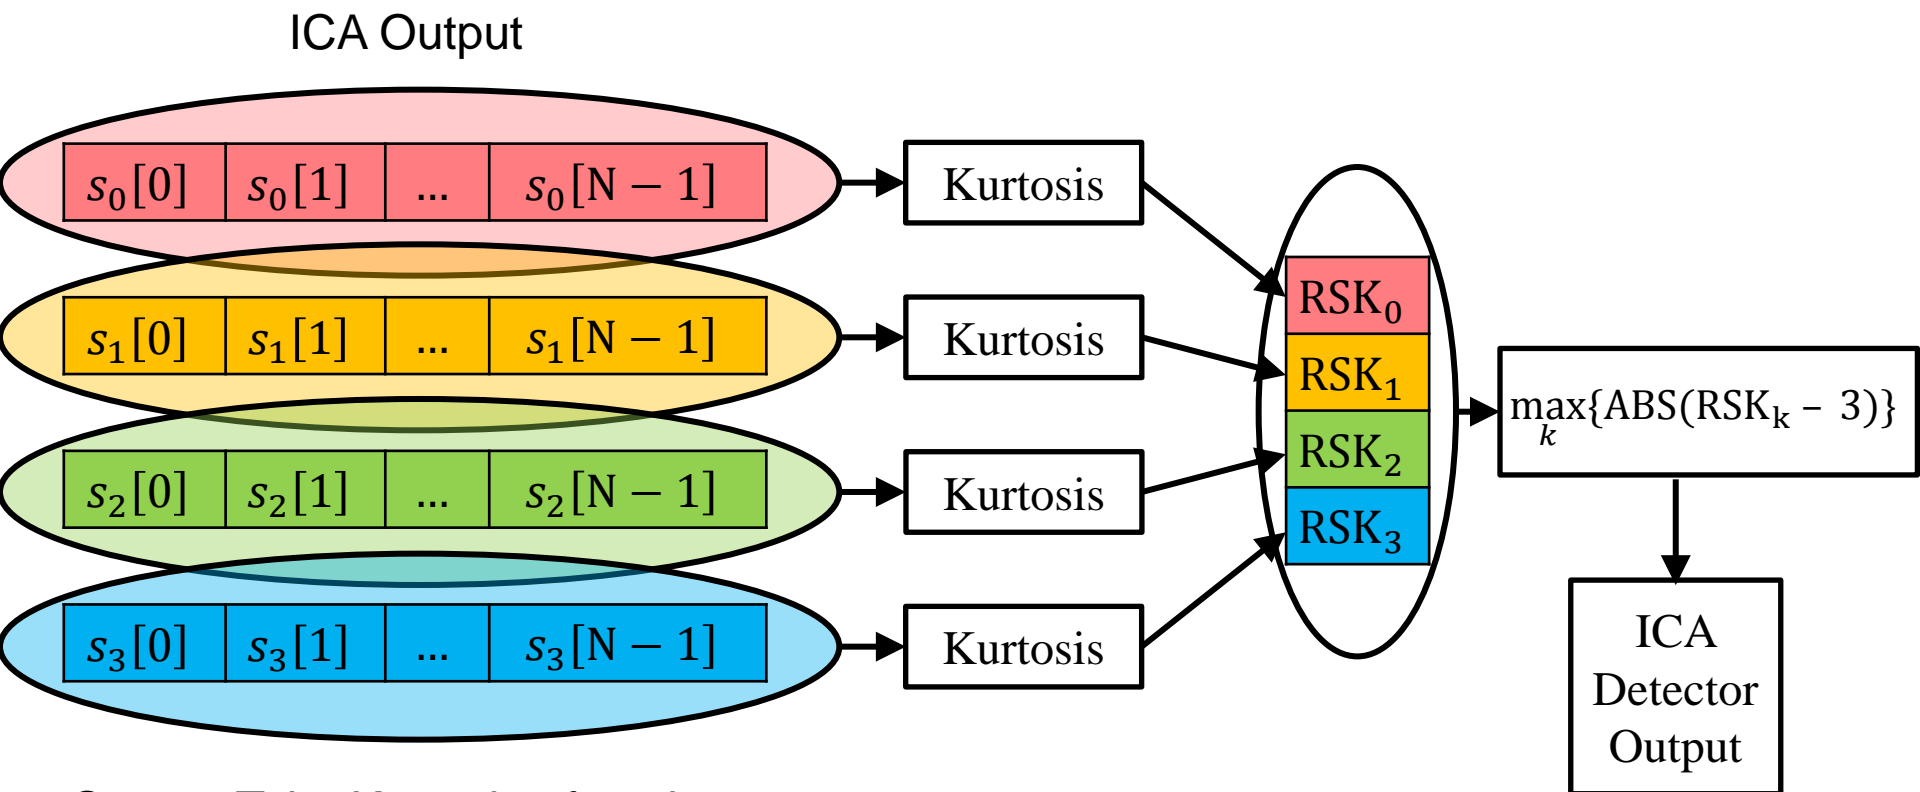 ICA Output
s₀[0] s₀[1] ... s₀[N − 1]
Kurtosis
s₁[0] s₁[1] ... s₁[N − 1]
Kurtosis
s₂[0] s₂[1] ... s₂[N − 1]
Kurtosis
s₃[0] s₃[1] ... s₃[N − 1]
Kurtosis
RSK₀
RSK₁
RSK₂
RSK₃
max{ABS(RSKₖ – 3)}
k
ICA
Detector
Output